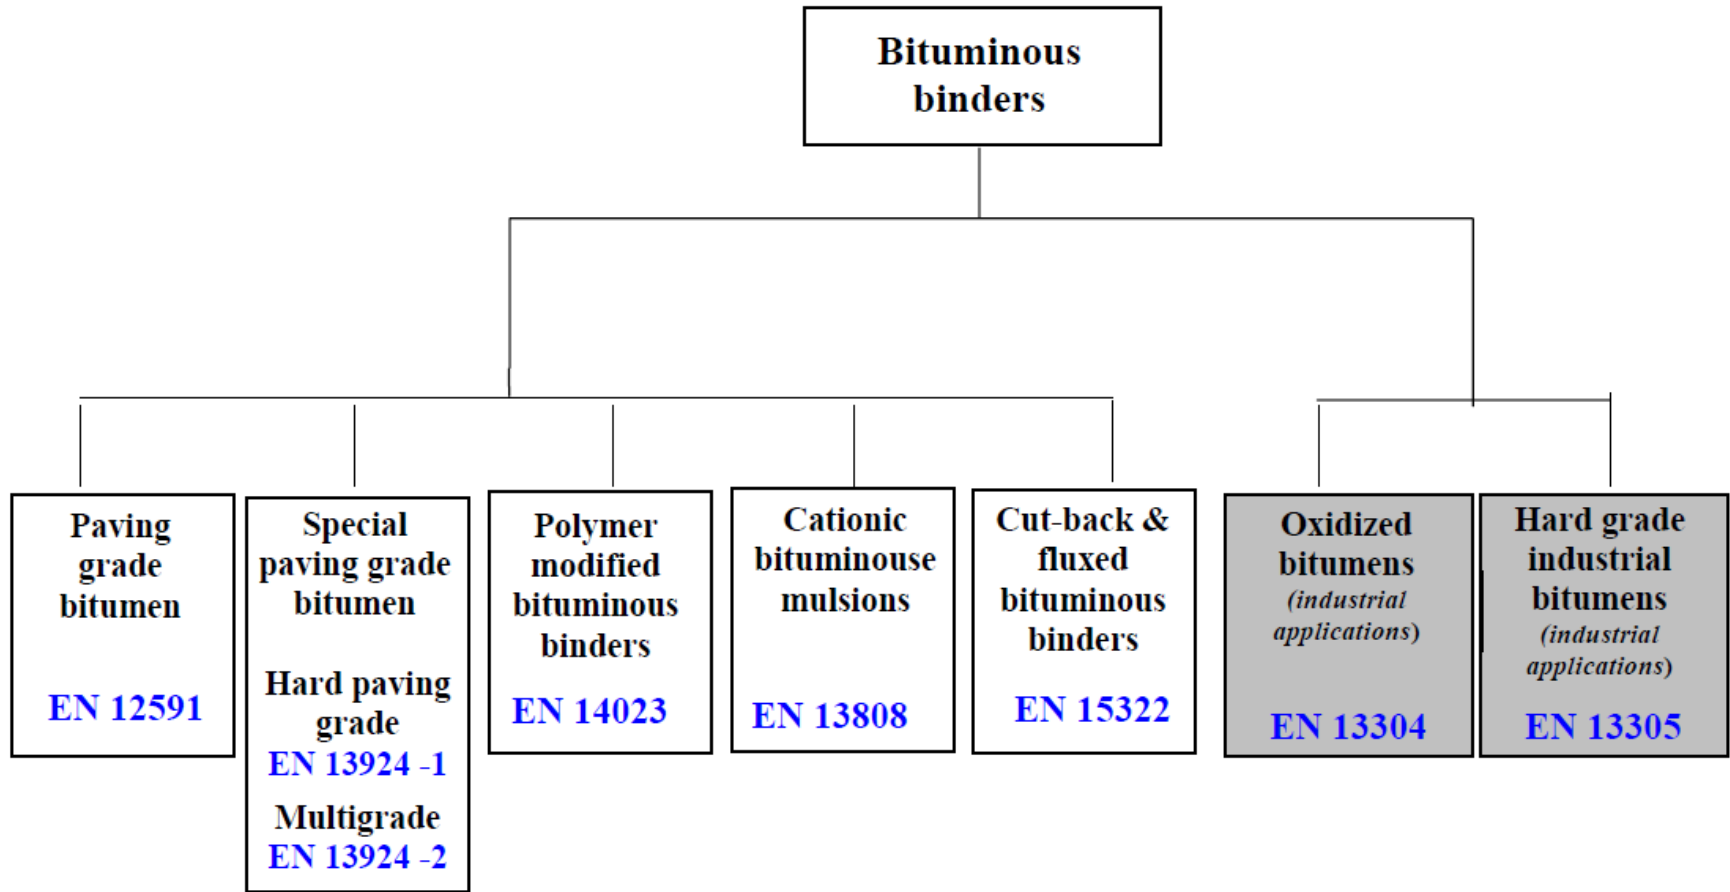 Bituminous
binders
Paving
grade
bitumen
EN 12591
Special
paving grade
bitumen
Hard paving
grade
EN 13924 -1
Multigrade
EN 13924 -2
Polymer
modified
bituminous
binders
EN 14023
Cationic
bituminouse
mulsions
EN 13808
Cut-back &
fluxed
bituminous
binders
EN 15322
Oxidized
bitumens
(industrial
applications)
EN 13304
Hard grade
industrial
bitumens
(industrial
applications)
EN 13305